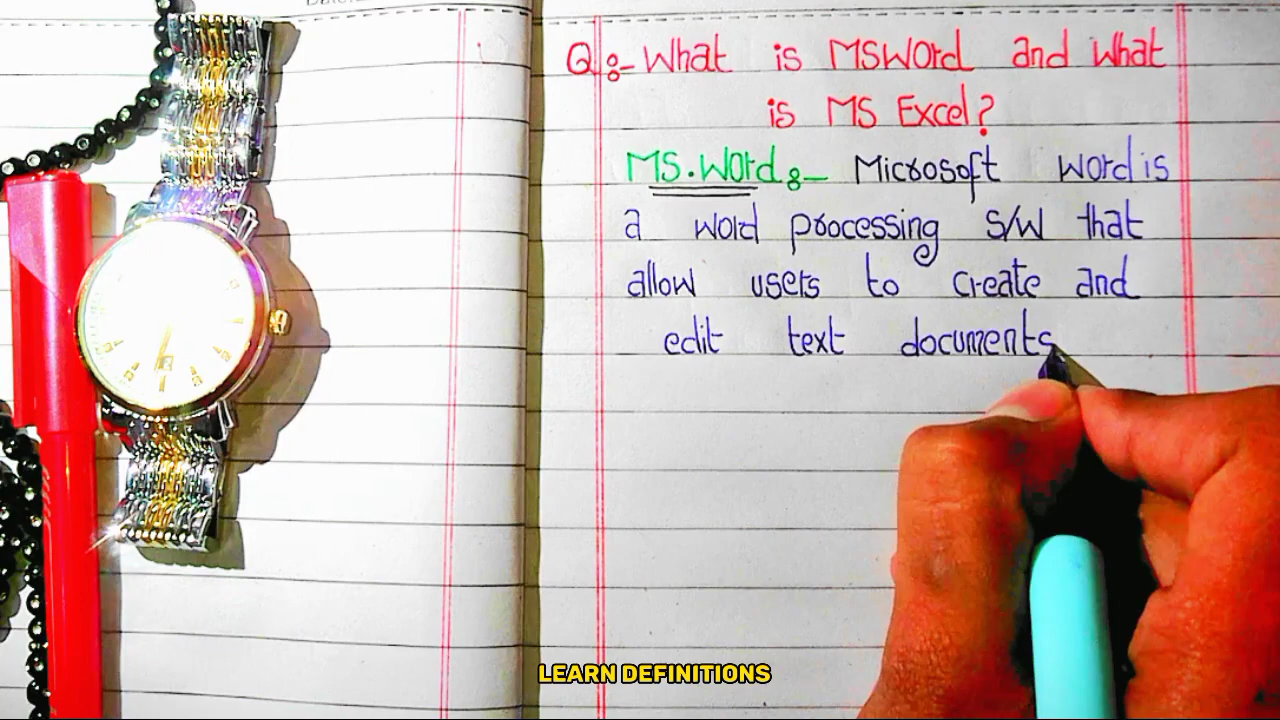 Q:- What is MSWord and What
is MS Excel?
MS.Word:- Microsoft word is
a word processing S/W that
allow users to create and
edit text documents
LEARN DEFINITIONS